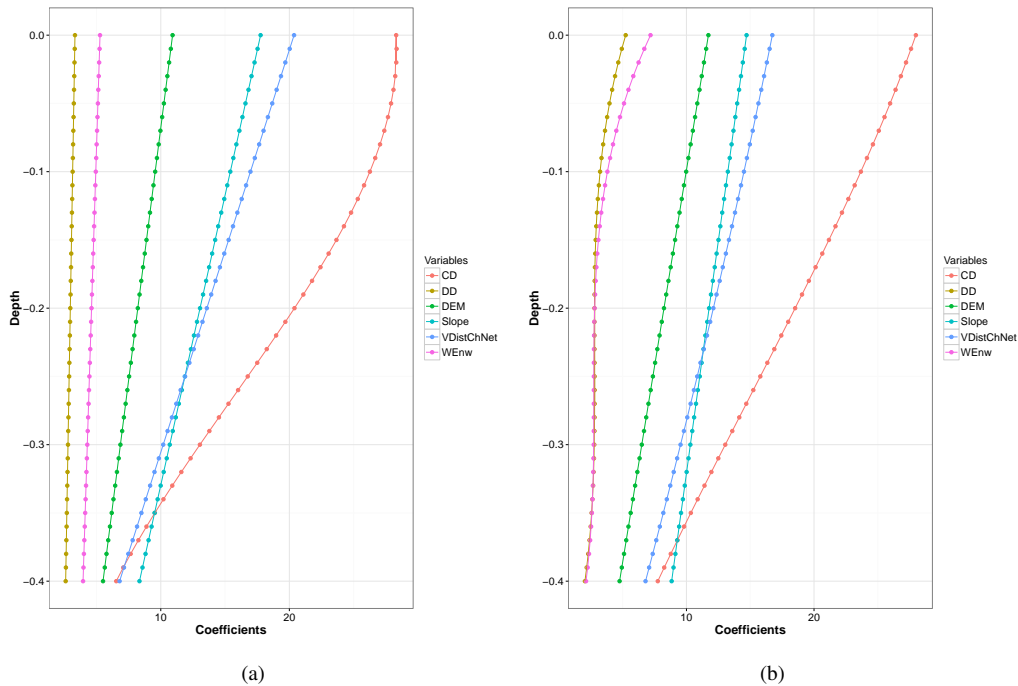 0.0
−0.1
−0.2
−0.3
−0.4
Depth
10
20
Coefficients
Variables
CD
DD
DEM
Slope
VDistChNet
WEnw
(a)
0.0
−0.1
−0.2
−0.3
−0.4
Depth
10
20
Coefficients
Variables
CD
DD
DEM
Slope
VDistChNet
WEnw
(b)